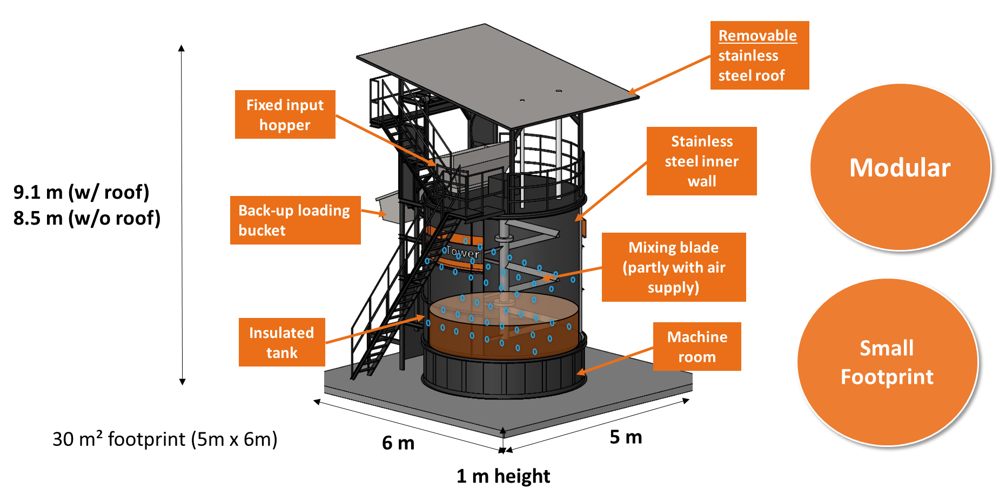 Removable
stainless
steel roof
Fixed input
hopper
Modular
Stainless
steel inner
wall
9.1 m (w/ roof)
8.5 m (w/o roof)
Back-up loading
bucket
Tower
Mixing blade
(partly with air
supply)
Insulated
tank
Machine
room
Small
Footprint
30 m² footprint (5m x 6m)
6 m
5 m
1 m height